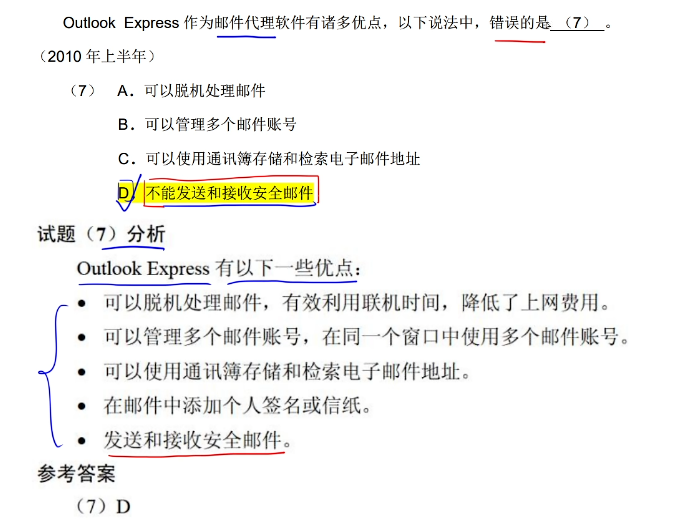 Outlook Express 作为邮件代理软件有诸多优点，以下说法中，错误的是 （7） 。
（2010 年上半年）
（7） A．可以脱机处理邮件
B．可以管理多个邮件账号
C．可以使用通讯簿存储和检索电子邮件地址
D．不能发送和接收安全邮件
试题（7）分析
Outlook Express 有以下一些优点：
• 可以脱机处理邮件，有效利用联机时间，降低了上网费用。
• 可以管理多个邮件账号，在同一个窗口中使用多个邮件账号。
• 可以使用通讯簿存储和检索电子邮件地址。
• 在邮件中添加个人签名或信纸。
• 发送和接收安全邮件。
参考答案
（7）D